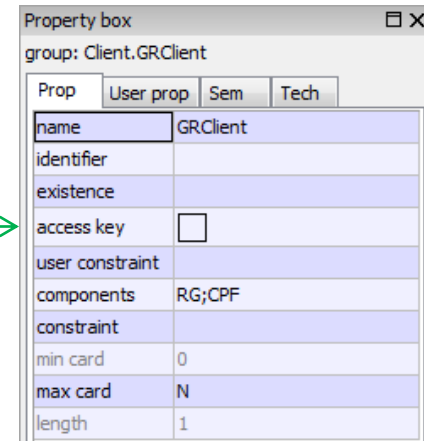 Property box
group: Client.GRClient
Prop User prop Sem Tech
name GRClient
identifier
existence
access key
user constraint
components RG;CPF
constraint
min card 0
max card N
length 1